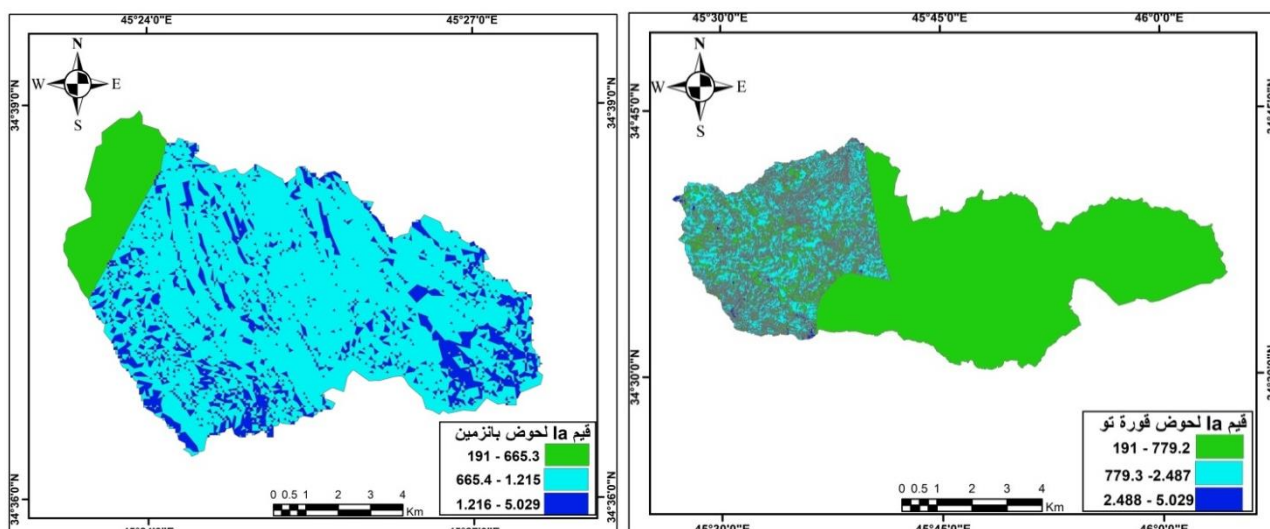 45°24'0"E
45°27'0"E
N
W
E
S
34°39'0"N
34°39'0"N
34°36'0"N
34°36'0"N
قيم Ia لحوض بانزمين
191 - 665.3
665.4 - 1.215
1.216 - 5.029
0 0.5 1 2 3 4
Km
45°30'0"E
45°45'0"E
46°0'0"E
N
W
E
S
34°45'0"N
34°30'0"N
قيم Ia لحوض قورة تو
191 - 779.2
779.3 -2.487
2.488 - 5.029
0 0.5 1 2 3 4
Km
45°30'0"E
45°45'0"E
46°0'0"E